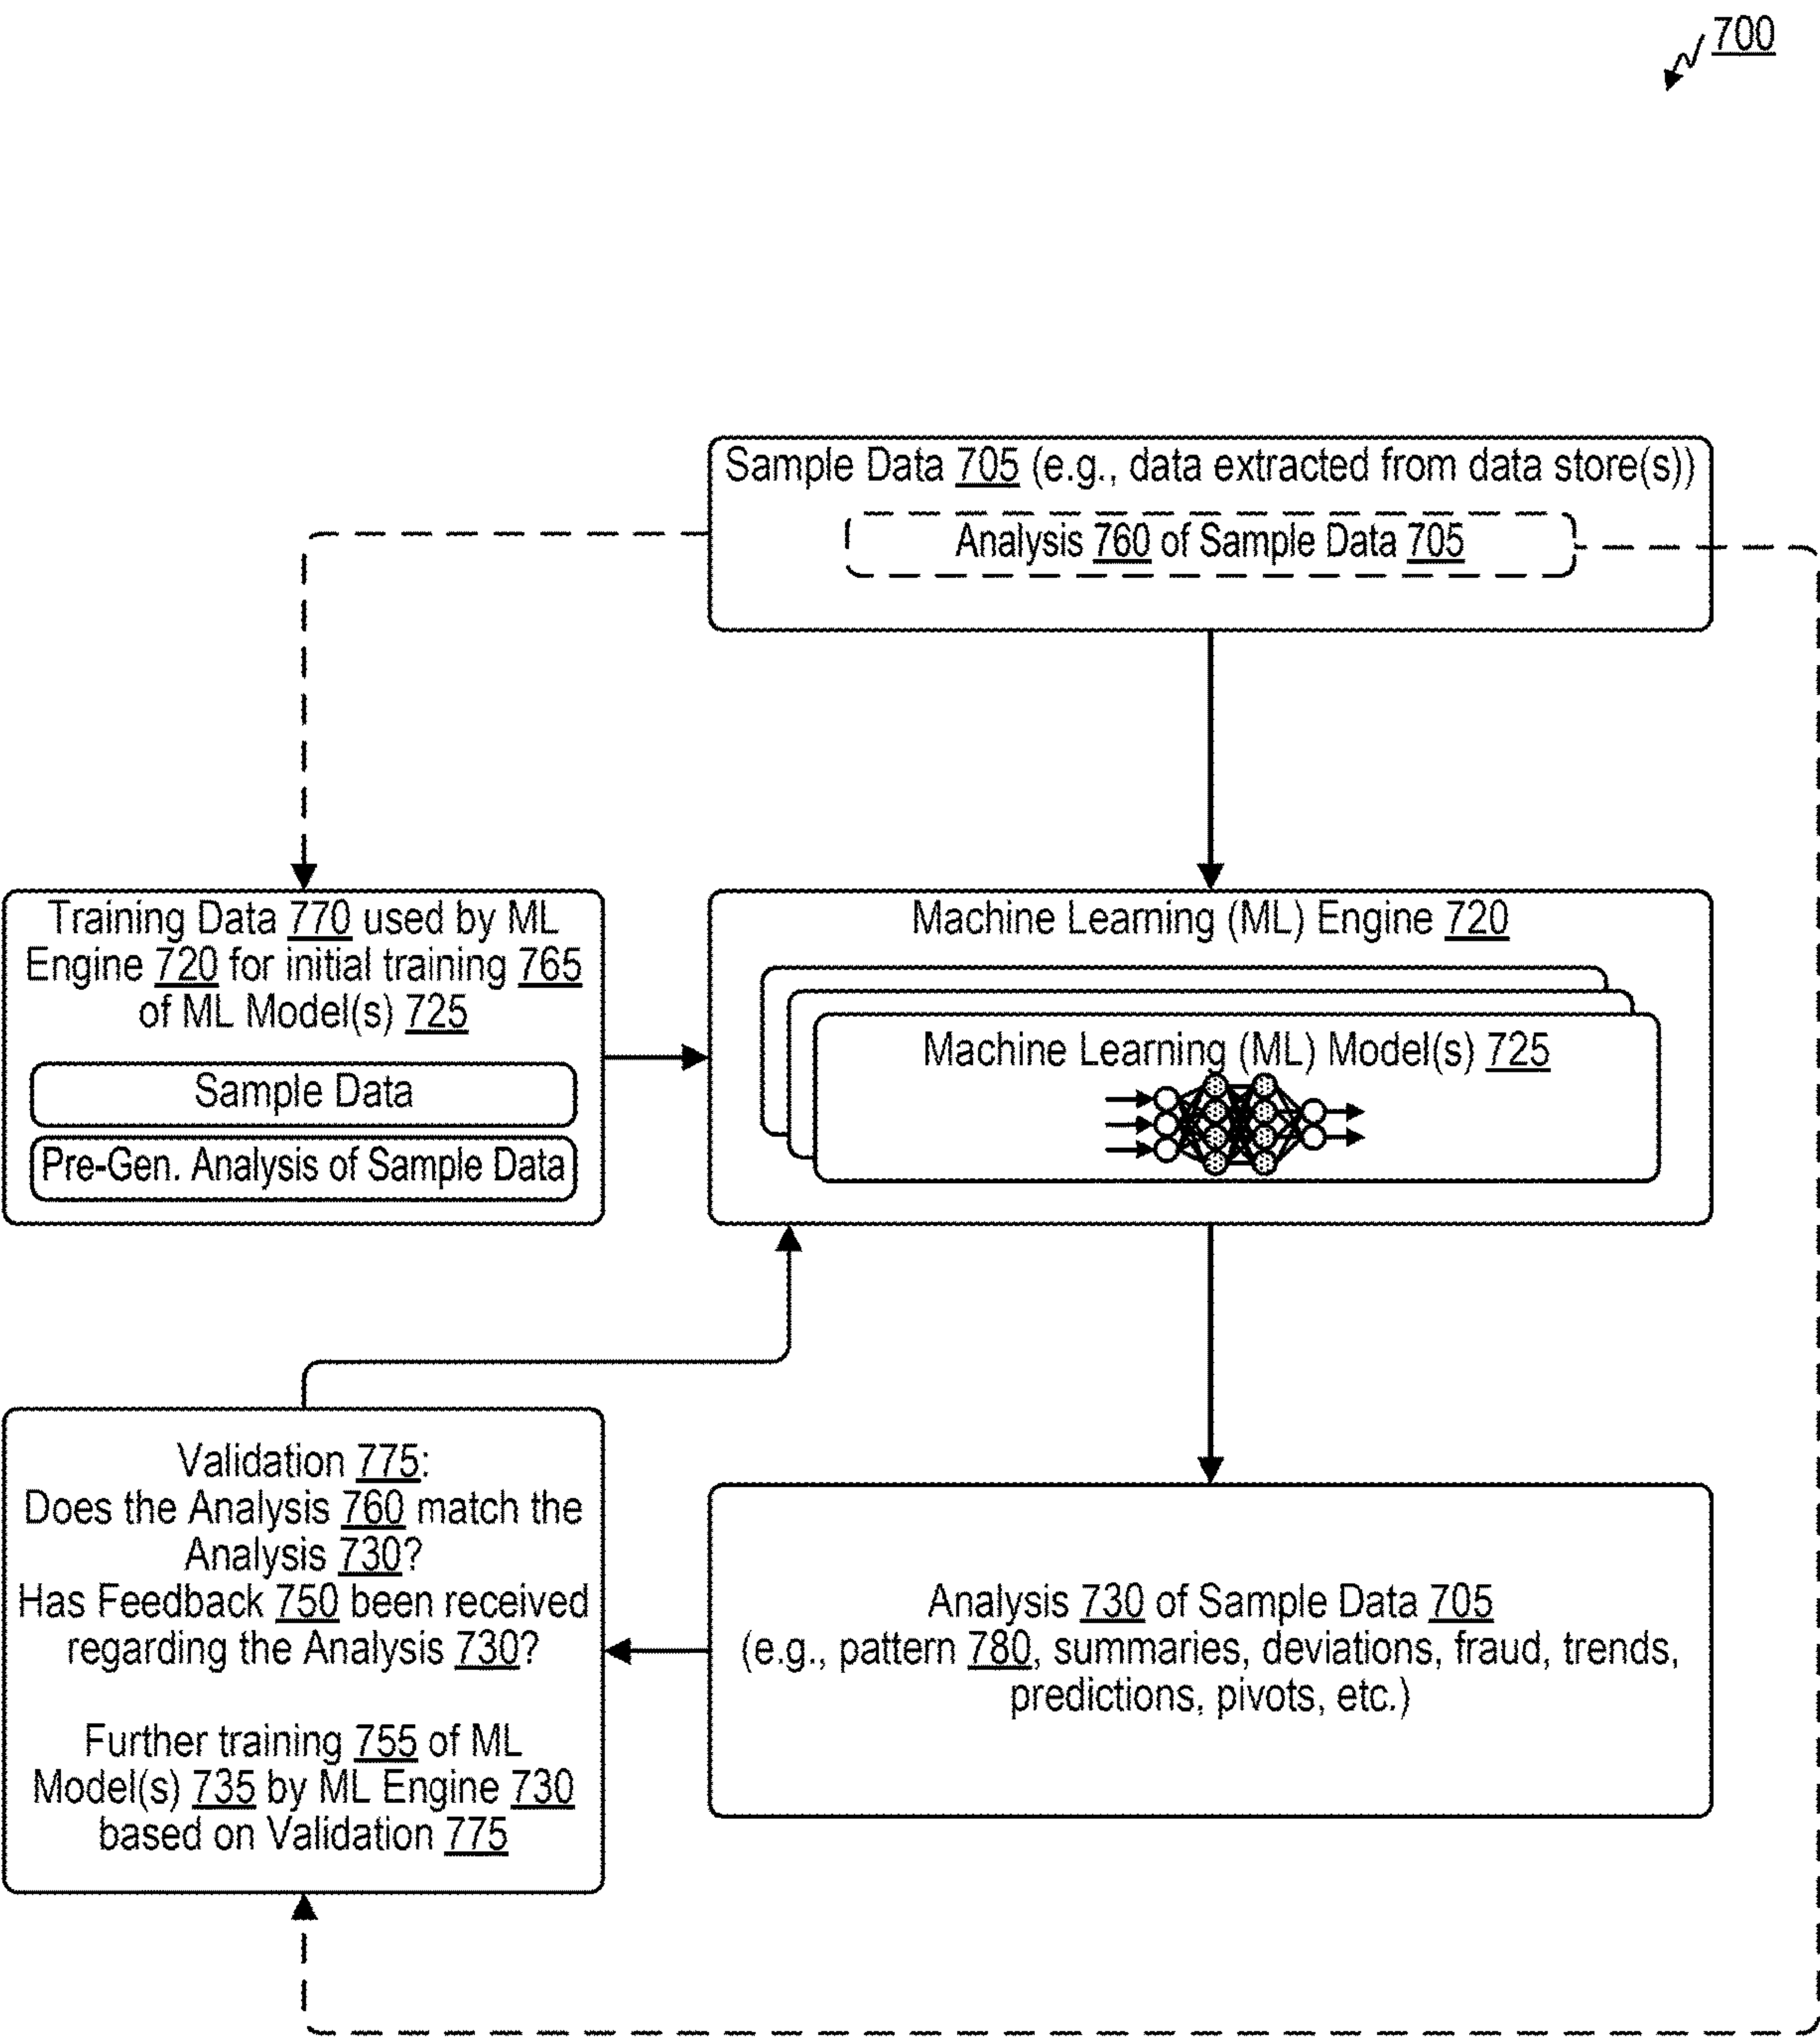 700
Sample Data 705 (e.g., data extracted from data store(s))
Analysis 760 of Sample Data 705
Training Data 770 used by ML
Engine 720 for initial training 765
of ML Model(s) 725
Sample Data
Pre-Gen. Analysis of Sample Data
Machine Learning (ML) Engine 720
Machine Learning (ML) Model(s) 725
Validation 775:
Does the Analysis 760 match the
Analysis 730?
Has Feedback 750 been received
regarding the Analysis 730?
Further training 755 of ML
Model(s) 735 by ML Engine 730
based on Validation 775
Analysis 730 of Sample Data 705
(e.g., pattern 780, summaries, deviations, fraud, trends,
predictions, pivots, etc.)